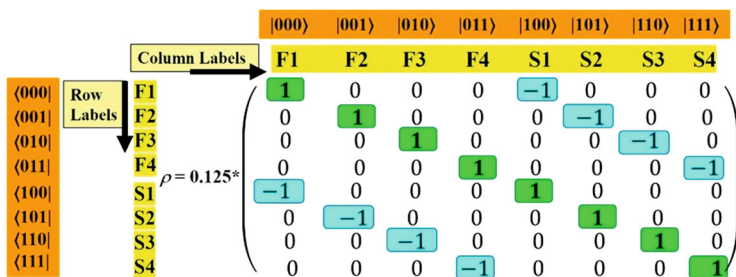 |000⟩ |001⟩ |010⟩ |011⟩ |100⟩ |101⟩ |110⟩ |111⟩
Column Labels F1 F2 F3 F4 S1 S2 S3 S4
⟨000| Row Labels F1 1 0 0 0 −1 0 0 0
⟨001| F2 0 1 0 0 0 −1 0 0
⟨010| F3 0 0 1 0 0 0 −1 0
⟨011| F4 0 0 0 1 0 0 0 −1
ρ = 0.125*
⟨100| S1 −1 0 0 0 1 0 0 0
⟨101| S2 0 −1 0 0 0 1 0 0
⟨110| S3 0 0 −1 0 0 0 1 0
⟨111| S4 0 0 0 −1 0 0 0 1